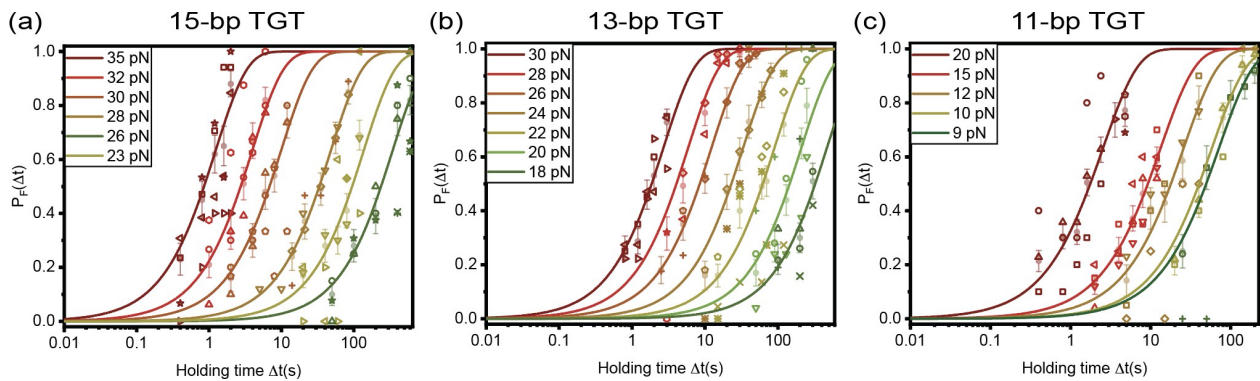 (a) 15-bp TGT
35 pN
32 pN
30 pN
28 pN
26 pN
23 pN
1.0
0.8
0.6
0.4
0.2
0.0
P_F(Δt)
0.01 0.1 1 10 100
Holding time Δt(s)
(b) 13-bp TGT
30 pN
28 pN
26 pN
24 pN
22 pN
20 pN
18 pN
1.0
0.8
0.6
0.4
0.2
0.0
P_F(Δt)
0.01 0.1 1 10 100
Holding time Δt(s)
(c) 11-bp TGT
20 pN
15 pN
12 pN
10 pN
9 pN
1.0
0.8
0.6
0.4
0.2
0.0
P_F(Δt)
0.01 0.1 1 10 100
Holding time Δt(s)